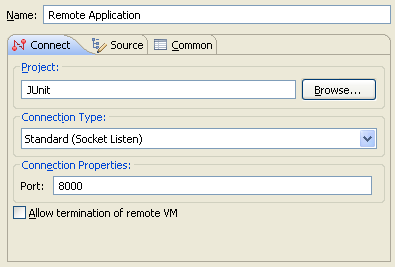 Name: Remote Application
Connect Source Common
Project:
JUnit Browse...
Connection Type:
Standard (Socket Listen)
Connection Properties:
Port: 8000
Allow termination of remote VM